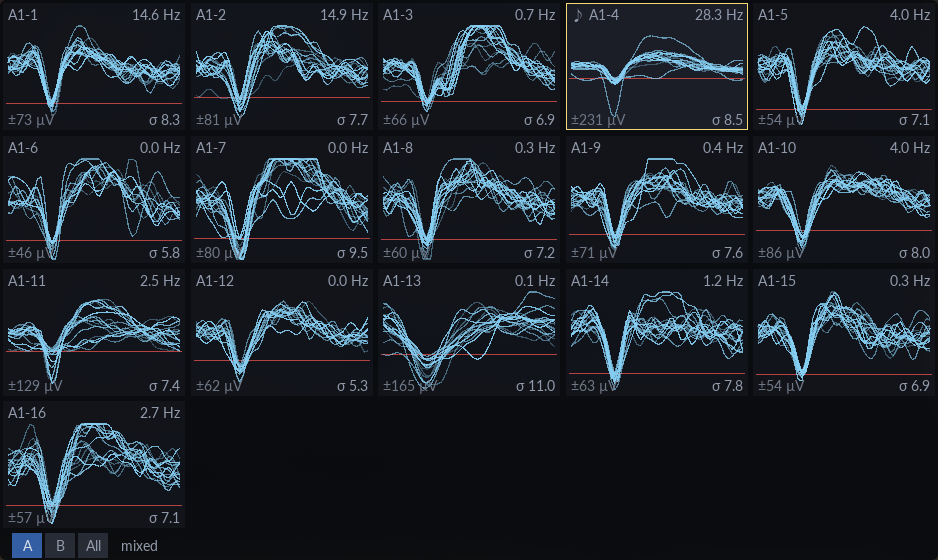 A1-1 14.6 Hz
±73 µV σ 8.3
A1-2 14.9 Hz
±81 µV σ 7.7
A1-3 0.7 Hz
±66 µV σ 6.9
♪ A1-4 28.3 Hz
±231 µV σ 8.5
A1-5 4.0 Hz
±54 µV σ 7.1
A1-6 0.0 Hz
±46 µV σ 5.8
A1-7 0.0 Hz
±80 µV σ 9.5
A1-8 0.3 Hz
±60 µV σ 7.2
A1-9 0.4 Hz
±71 µV σ 7.6
A1-10 4.0 Hz
±86 µV σ 8.0
A1-11 2.5 Hz
±129 µV σ 7.4
A1-12 0.0 Hz
±62 µV σ 5.3
A1-13 0.1 Hz
±165 µV σ 11.0
A1-14 1.2 Hz
±63 µV σ 7.8
A1-15 0.3 Hz
±54 µV σ 6.9
A1-16 2.7 Hz
±57 µV σ 7.1
A B All mixed